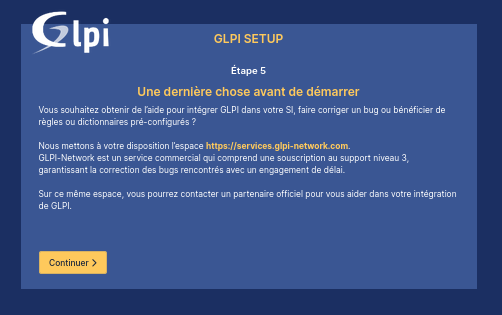 Glpi
GLPI SETUP
Étape 5
Une dernière chose avant de démarrer
Vous souhaitez obtenir de l'aide pour intégrer GLPI dans votre SI, faire corriger un bug ou bénéficier de
règles ou dictionnaires pré-configurés ?
Nous mettons à votre disposition l'espace https://services.glpi-network.com.
GLPI-Network est un service commercial qui comprend une souscription au support niveau 3,
garantissant la correction des bugs rencontrés avec un engagement de délai.
Sur ce même espace, vous pourrez contacter un partenaire officiel pour vous aider dans votre intégration
de GLPI.
Continuer